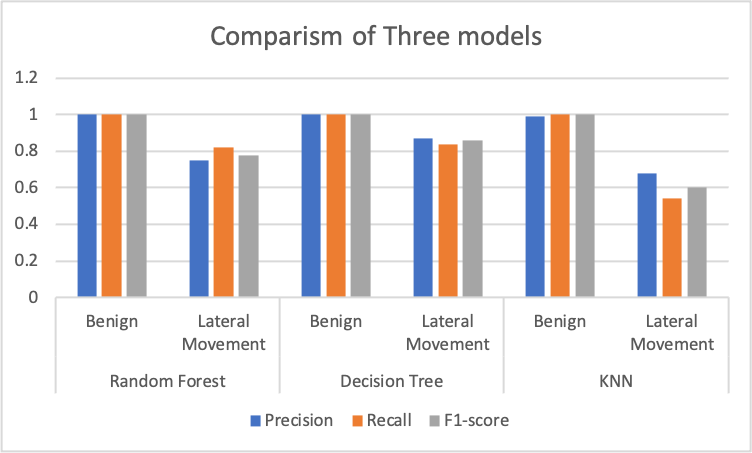 Comparism of Three models
1.2
1
0.8
0.6
0.4
0.2
0
Benign
Lateral
Movement
Benign
Lateral
Movement
Benign
Lateral
Movement
Random Forest
Decision Tree
KNN
Precision
Recall
F1-score